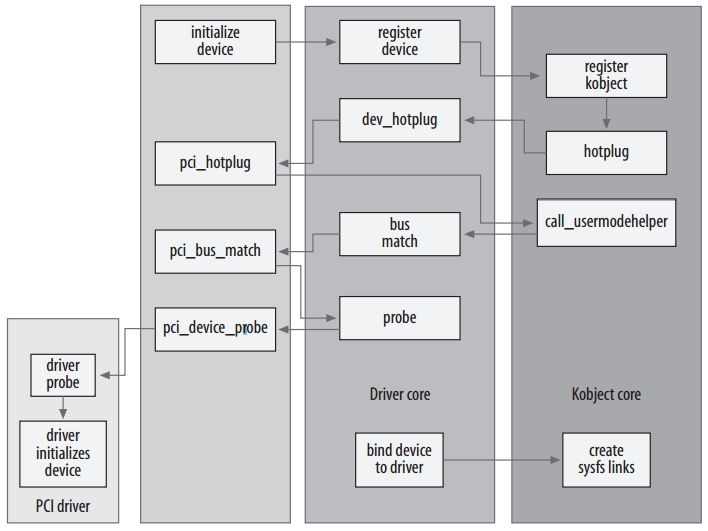 initialize
device
register
device
register
kobject
dev_hotplug
hotplug
pci_hotplug
call_usermodehelper
bus
match
pci_bus_match
probe
pci_device_probe
driver
probe
Driver core
Kobject core
driver
initializes
device
bind device
to driver
create
sysfs links
PCI driver